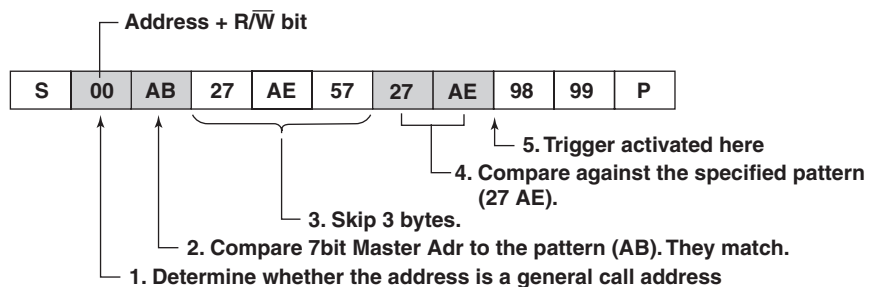 Address + R/W̅ bit
S 00 AB 27 AE 57 27 AE 98 99 P
5. Trigger activated here
4. Compare against the specified pattern
(27 AE).
3. Skip 3 bytes.
2. Compare 7bit Master Adr to the pattern (AB). They match.
1. Determine whether the address is a general call address